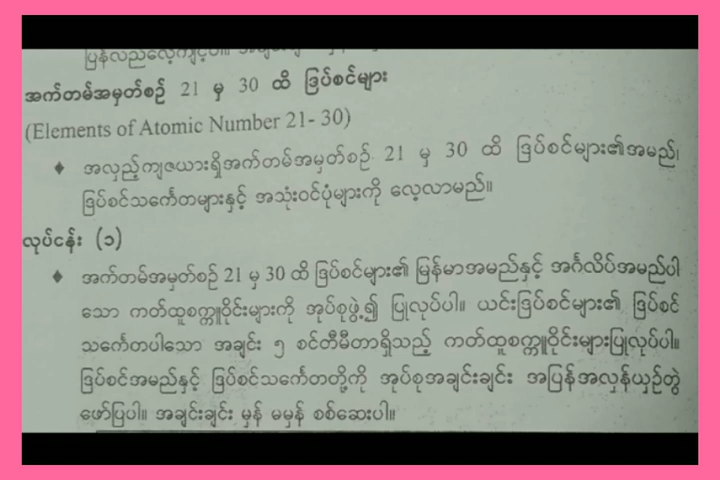 ပြန်လည်လေ့ကျင့်ပါ။
အက်တမ်အမှတ်စဉ် 21 မှ 30 ထိ ဒြပ်စင်များ
(Elements of Atomic Number 21- 30)
♦ အလှည့်ကျဇယားရှိအက်တမ်အမှတ်စဉ် 21 မှ 30 ထိ ဒြပ်စင်များ၏အမည်၊
ဒြပ်စင်သင်္ကေတများနှင့် အသုံးဝင်ပုံများကို လေ့လာမည်။
လုပ်ငန်း (၁)
♦ အက်တမ်အမှတ်စဉ် 21 မှ 30 ထိ ဒြပ်စင်များ၏ မြန်မာအမည်နှင့် အင်္ဂလိပ်အမည်ပါ
သော ကတ်ထူစက္ကူဝိုင်းများကို အုပ်စုဖွဲ့၍ ပြုလုပ်ပါ။ ယင်းဒြပ်စင်များ၏ ဒြပ်စင်
သင်္ကေတပါသော အချင်း ၅ စင်တီမီတာရှိသည့် ကတ်ထူစက္ကူဝိုင်းများပြုလုပ်ပါ။
ဒြပ်စင်အမည်နှင့် ဒြပ်စင်သင်္ကေတတို့ကို အုပ်စုအချင်းချင်း အပြန်အလှန်ယှဉ်တွဲ
ဖော်ပြပါ။ အချင်းချင်း မှန် မမှန် စစ်ဆေးပါ။